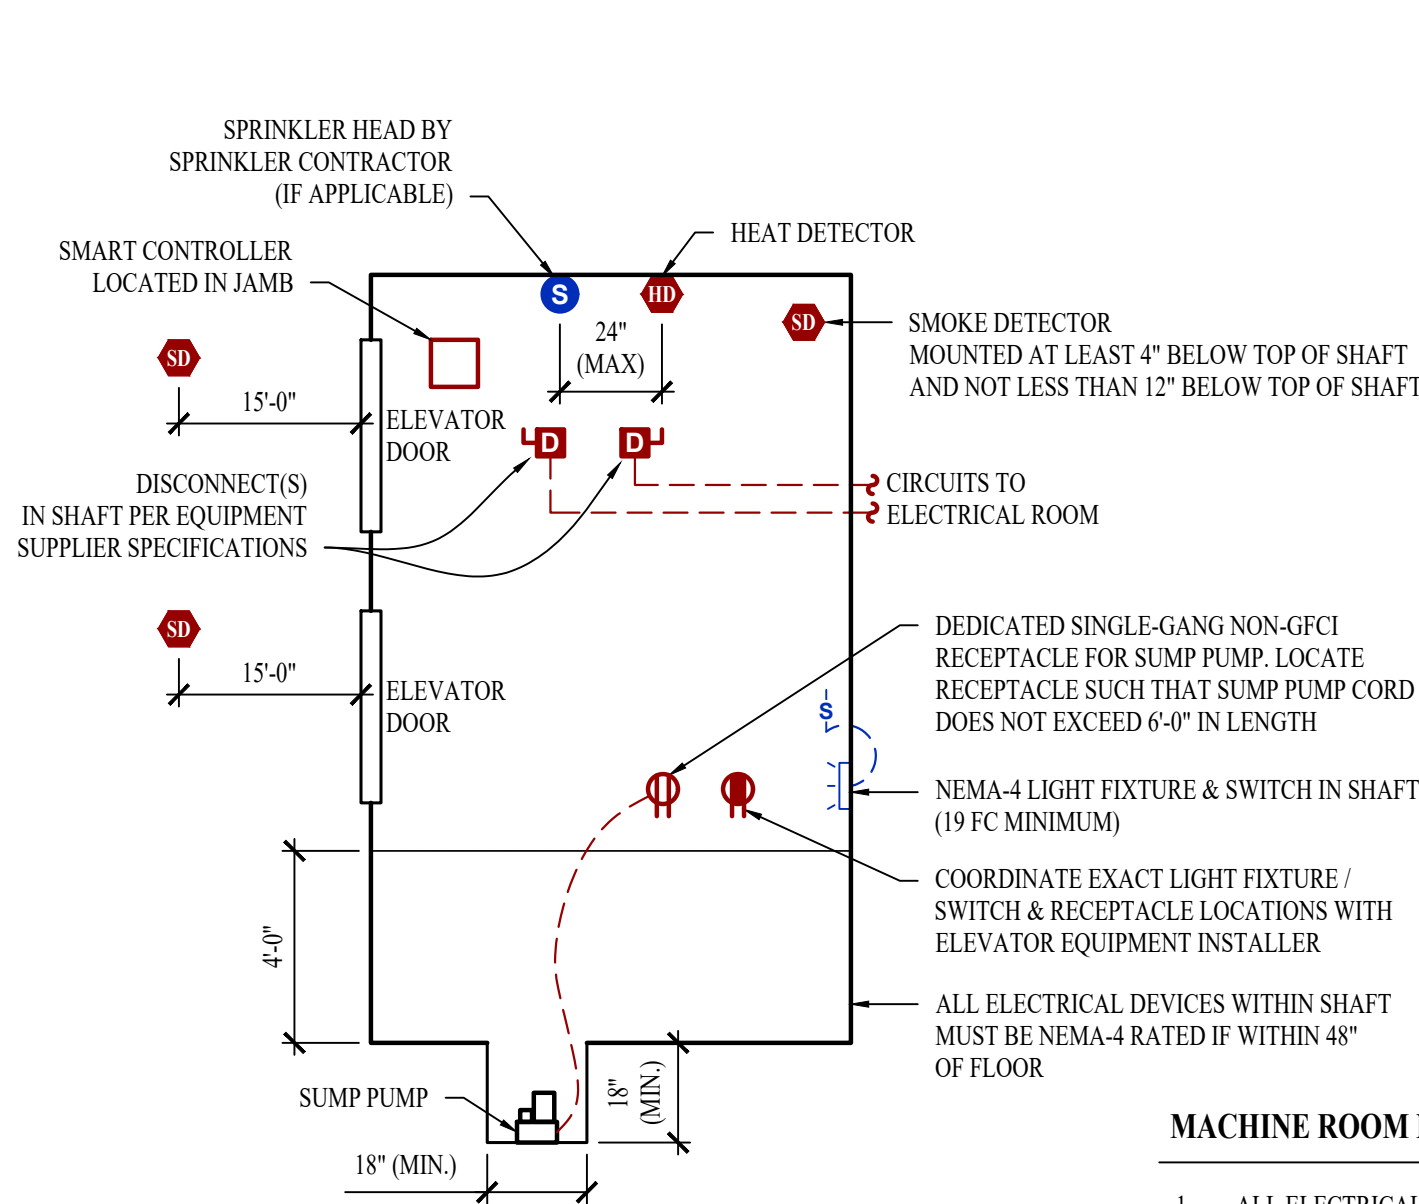 SPRINKLER HEAD BY
SPRINKLER CONTRACTOR
(IF APPLICABLE)
HEAT DETECTOR
SMART CONTROLLER
LOCATED IN JAMB
S
HD
SD
SMOKE DETECTOR
MOUNTED AT LEAST 4" BELOW TOP OF SHAFT
AND NOT LESS THAN 12" BELOW TOP OF SHAFT
24"
(MAX)
SD
15'-0"
ELEVATOR
DOOR
D
D
DISCONNECT(S)
IN SHAFT PER EQUIPMENT
SUPPLIER SPECIFICATIONS
CIRCUITS TO
ELECTRICAL ROOM
SD
15'-0"
ELEVATOR
DOOR
DEDICATED SINGLE-GANG NON-GFCI
RECEPTACLE FOR SUMP PUMP. LOCATE
RECEPTACLE SUCH THAT SUMP PUMP CORD
DOES NOT EXCEED 6'-0" IN LENGTH
S
NEMA-4 LIGHT FIXTURE & SWITCH IN SHAFT
(19 FC MINIMUM)
COORDINATE EXACT LIGHT FIXTURE /
SWITCH & RECEPTACLE LOCATIONS WITH
ELEVATOR EQUIPMENT INSTALLER
4'-0"
ALL ELECTRICAL DEVICES WITHIN SHAFT
MUST BE NEMA-4 RATED IF WITHIN 48"
OF FLOOR
SUMP PUMP
18"
(MIN.)
18" (MIN.)
MACHINE ROOM
1. ALL ELECTRICAL